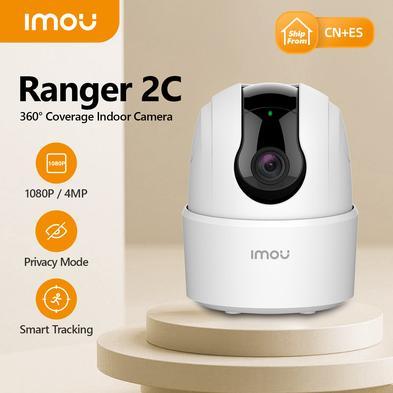 imou
Ship From
CN+ES
Ranger 2C
360° Coverage Indoor Camera
1080P
1080P / 4MP
Privacy Mode
Smart Tracking
imou